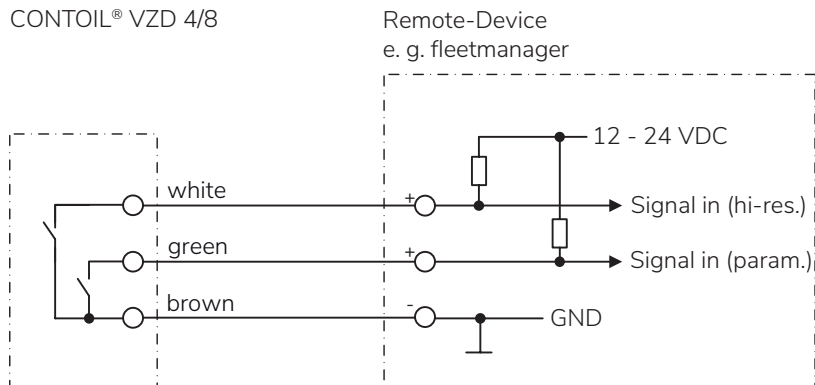 CONTOIL® VZD 4/8
Remote-Device
e. g. fleetmanager
12 - 24 VDC
white
+
Signal in (hi-res.)
green
+
Signal in (param.)
brown
-
GND